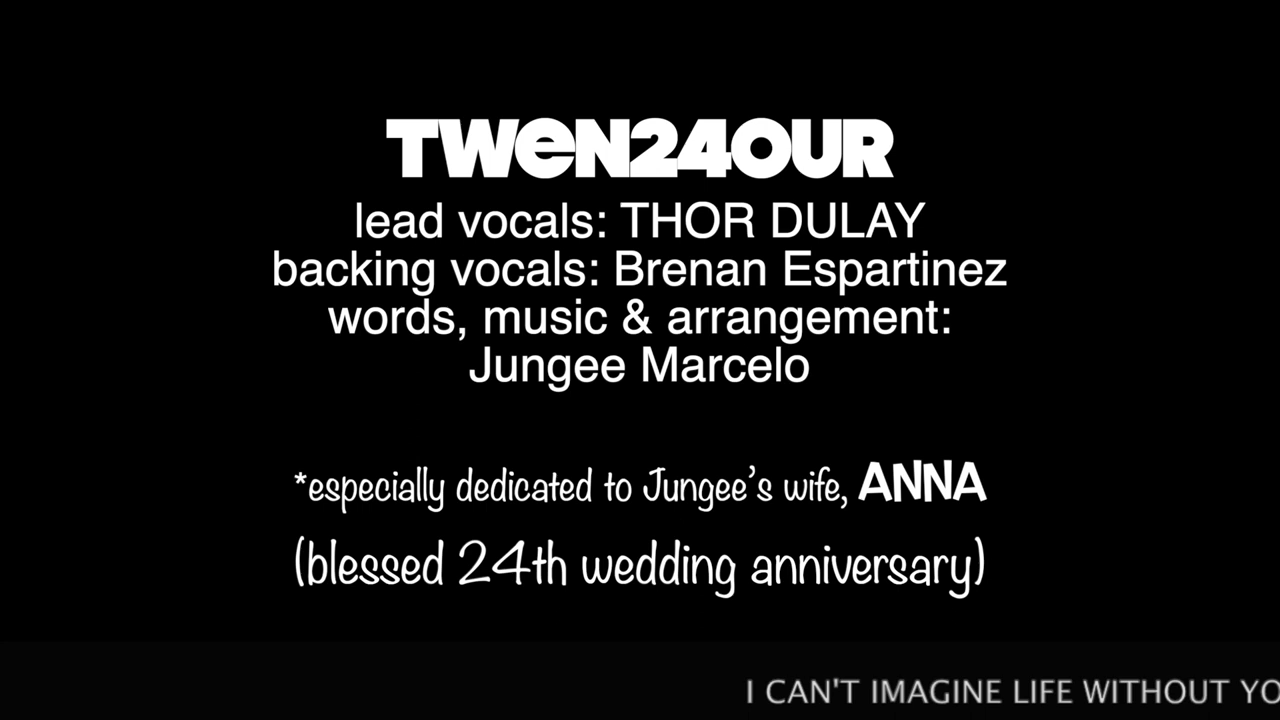 TWeN24OUR
lead vocals: THOR DULAY
backing vocals: Brenan Espartinez
words, music & arrangement:
Jungee Marcelo
*especially dedicated to Jungee's wife, ANNA
(blessed 24th wedding anniversary)
I CAN'T IMAGINE LIFE WITHOUT YO